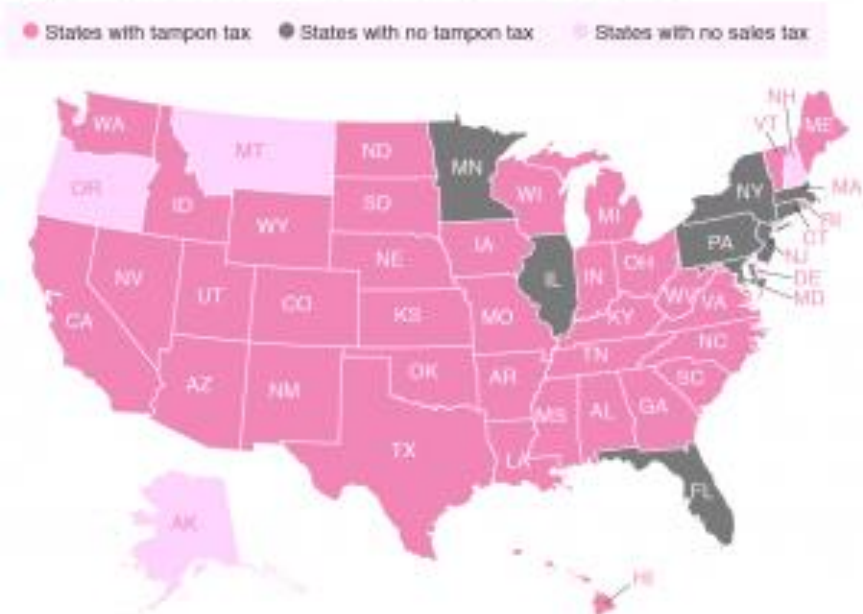 States with tampon tax States with no tampon tax States with no sales tax
NH
WA
VT
ME
MT
ND
MN
OR
ID
SD
WI
MI
NY
MA
WY
RI
IA
PA
CT
NE
NJ
NV
IL
IN
OH
DE
UT
CO
WV
VA
MD
CA
KS
MO
KY
NC
TN
OK
AR
SC
AZ
NM
MS
AL
GA
TX
LA
FL
AK
HI